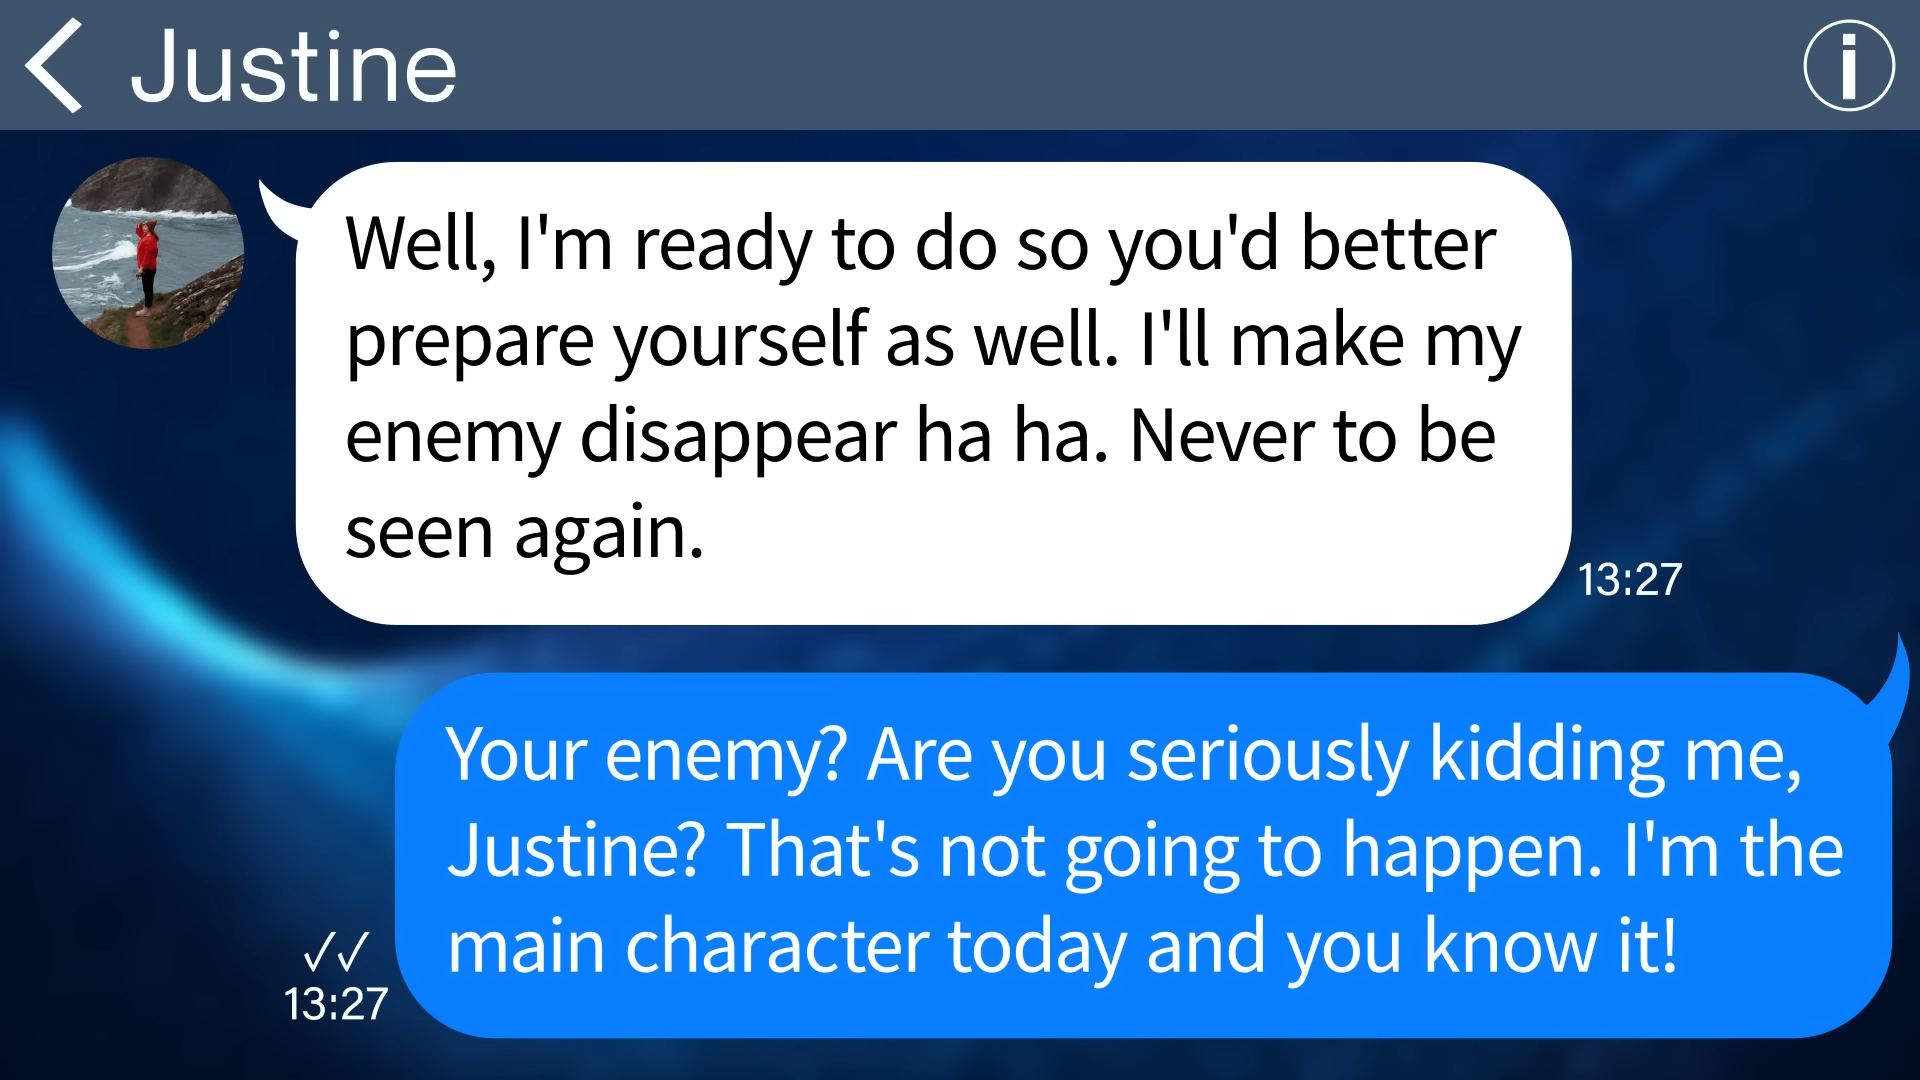 Justine
Well, I'm ready to do so you'd better
prepare yourself as well. I'll make my
enemy disappear ha ha. Never to be
seen again.
13:27
Your enemy? Are you seriously kidding me,
Justine? That's not going to happen. I'm the
main character today and you know it!
13:27